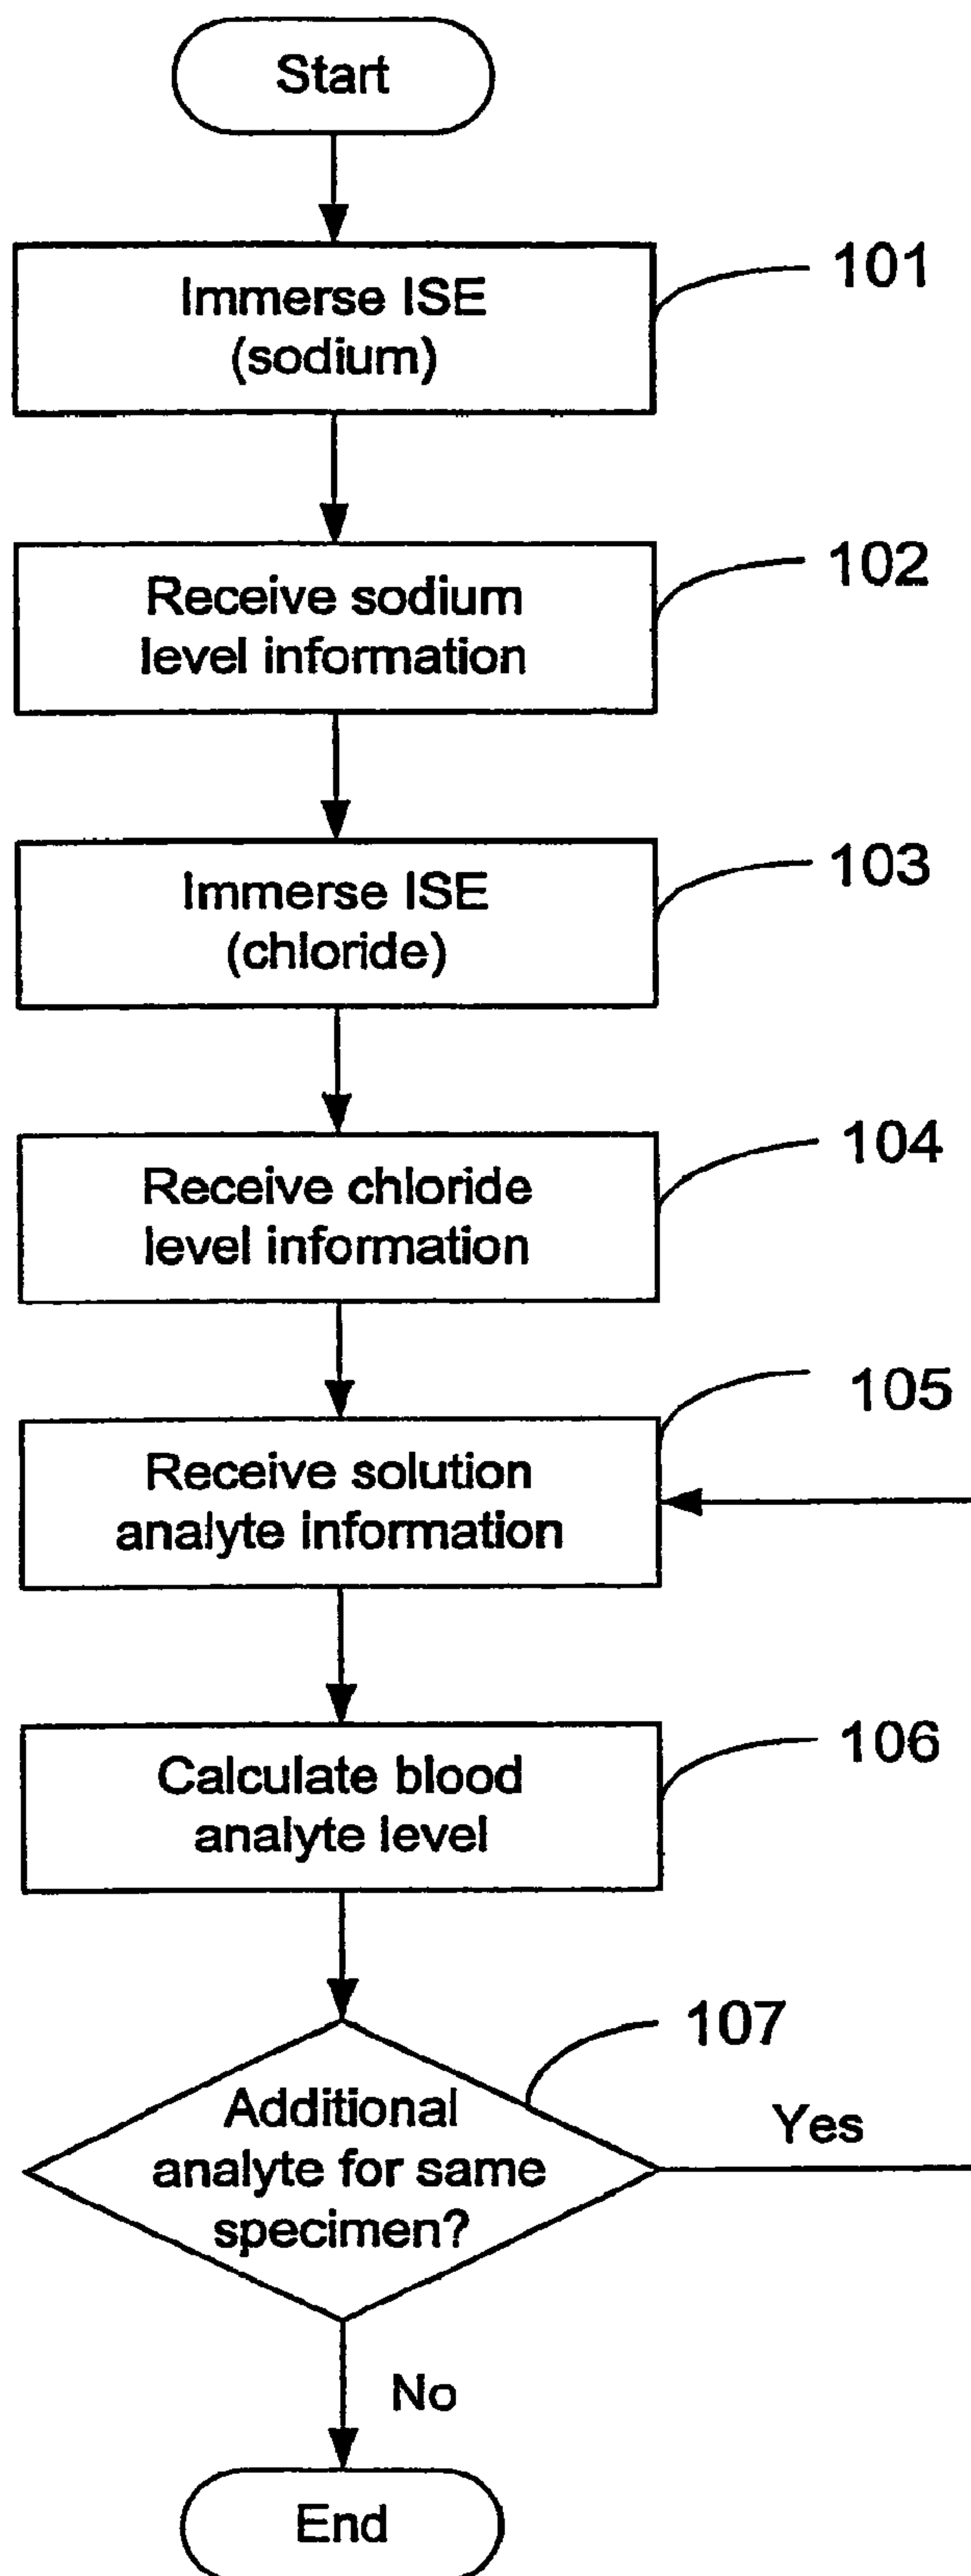 Start
Immerse ISE
(sodium)
101
Receive sodium
level information
102
Immerse ISE
(chloride)
103
Receive chloride
level information
104
Receive solution
analyte information
105
Calculate blood
analyte level
106
Additional
analyte for same
specimen?
107
Yes
No
End